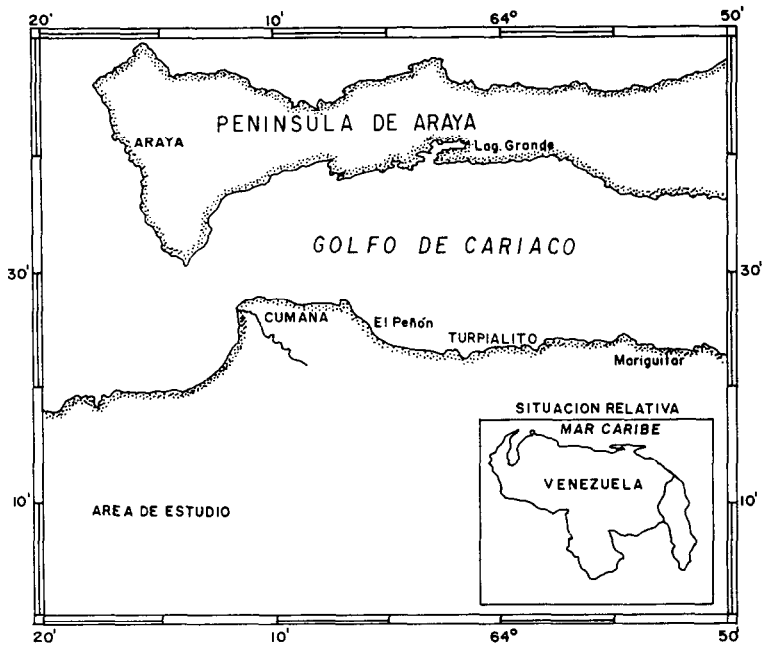 20'
10'
64°
50'
PENINSULA DE ARAYA
ARAYA
Lag. Grande
GOLFO DE CARIACO
30'
30'
CUMANA
El Peñón
TURPIALITO
Mariguitar
SITUACION RELATIVA
MAR CARIBE
VENEZUELA
10'
10'
AREA DE ESTUDIO
20'
10'
64°
50'